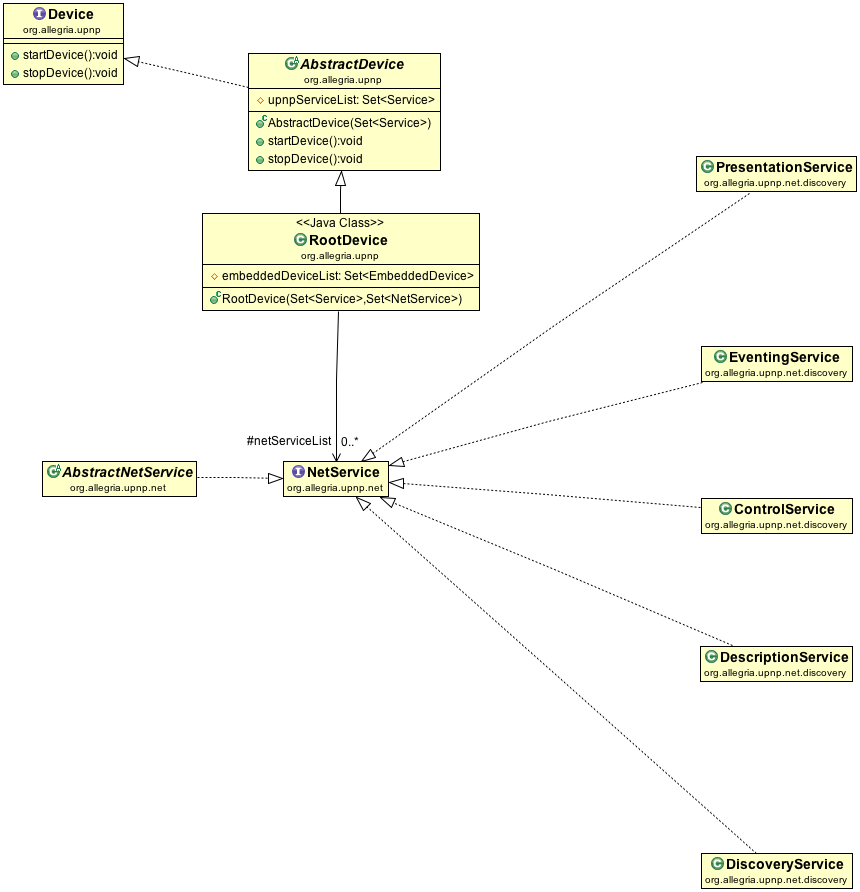 Device
org.allegria.upnp
startDevice():void
stopDevice():void
AbstractDevice
org.allegria.upnp
upnpServiceList: Set<Service>
AbstractDevice(Set<Service>)
startDevice():void
stopDevice():void
<<Java Class>>
RootDevice
org.allegria.upnp
embeddedDeviceList: Set<EmbeddedDevice>
RootDevice(Set<Service>,Set<NetService>)
#netServiceList 0..*
AbstractNetService
org.allegria.upnp.net
NetService
org.allegria.upnp.net
PresentationService
org.allegria.upnp.net.discovery
EventingService
org.allegria.upnp.net.discovery
ControlService
org.allegria.upnp.net.discovery
DescriptionService
org.allegria.upnp.net.discovery
DiscoveryService
org.allegria.upnp.net.discovery